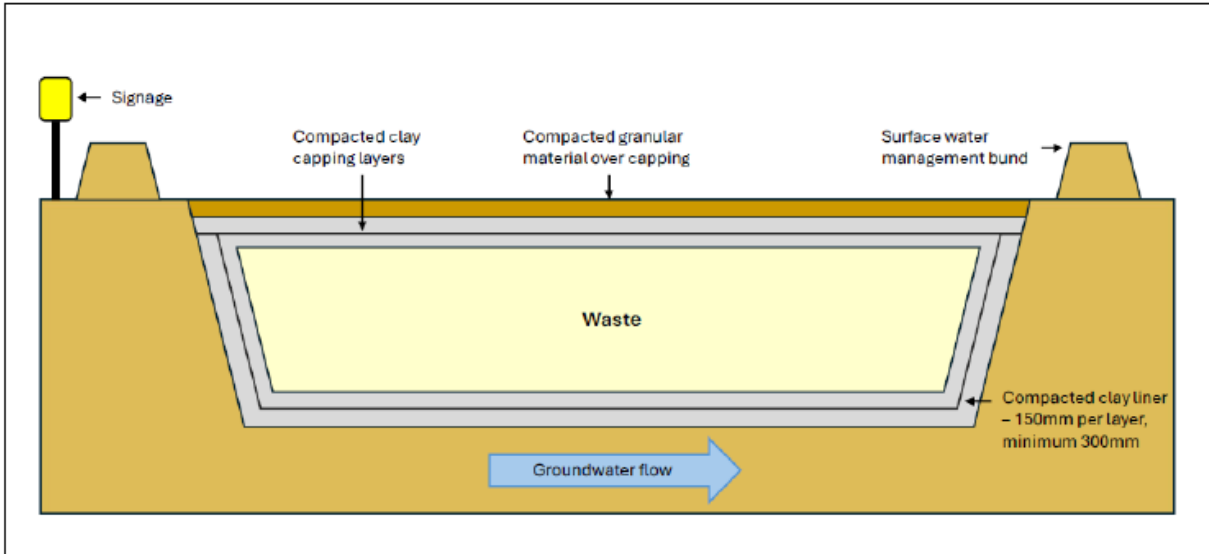 Signage
Compacted clay
capping layers
Compacted granular
material over capping
Surface water
management bund
Waste
Compacted clay liner
– 150mm per layer,
minimum 300mm
Groundwater flow